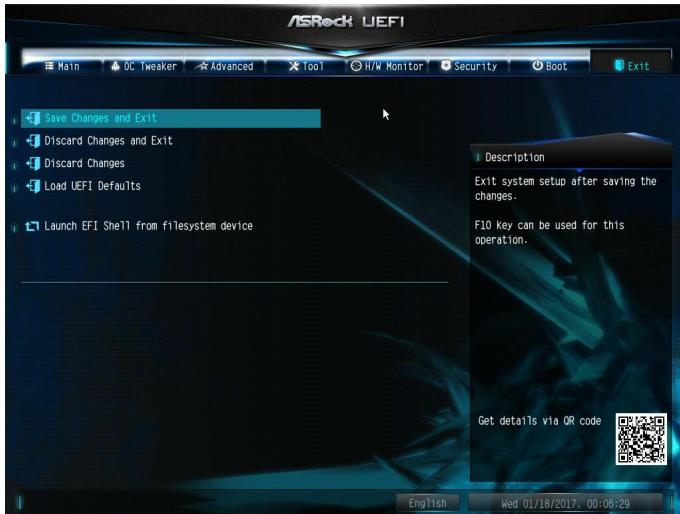 ASRock UEFI
Main OC Tweaker Advanced Tool H/W Monitor Security Boot Exit
Save Changes and Exit
Discard Changes and Exit
Discard Changes
Load UEFI Defaults
Launch EFI Shell from filesystem device
Description
Exit system setup after saving the
changes.
F10 key can be used for this
operation.
Get details via QR code
English
Wed 01/18/2017. 00:06:29